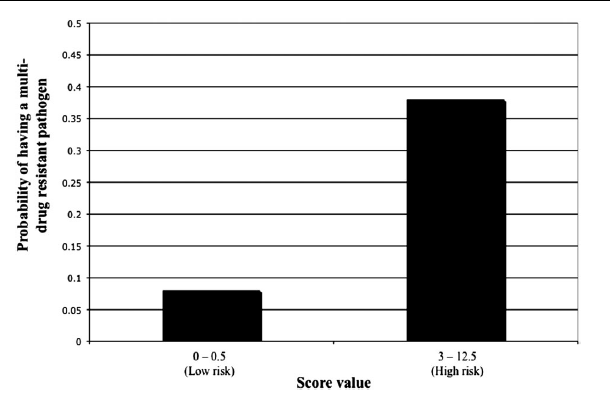 Probability of having a multi-
drug resistant pathogen
0.5
0.45
0.4
0.35
0.3
0.25
0.2
0.15
0.1
0.05
0
0 – 0.5
(Low risk)
3 – 12.5
(High risk)
Score value